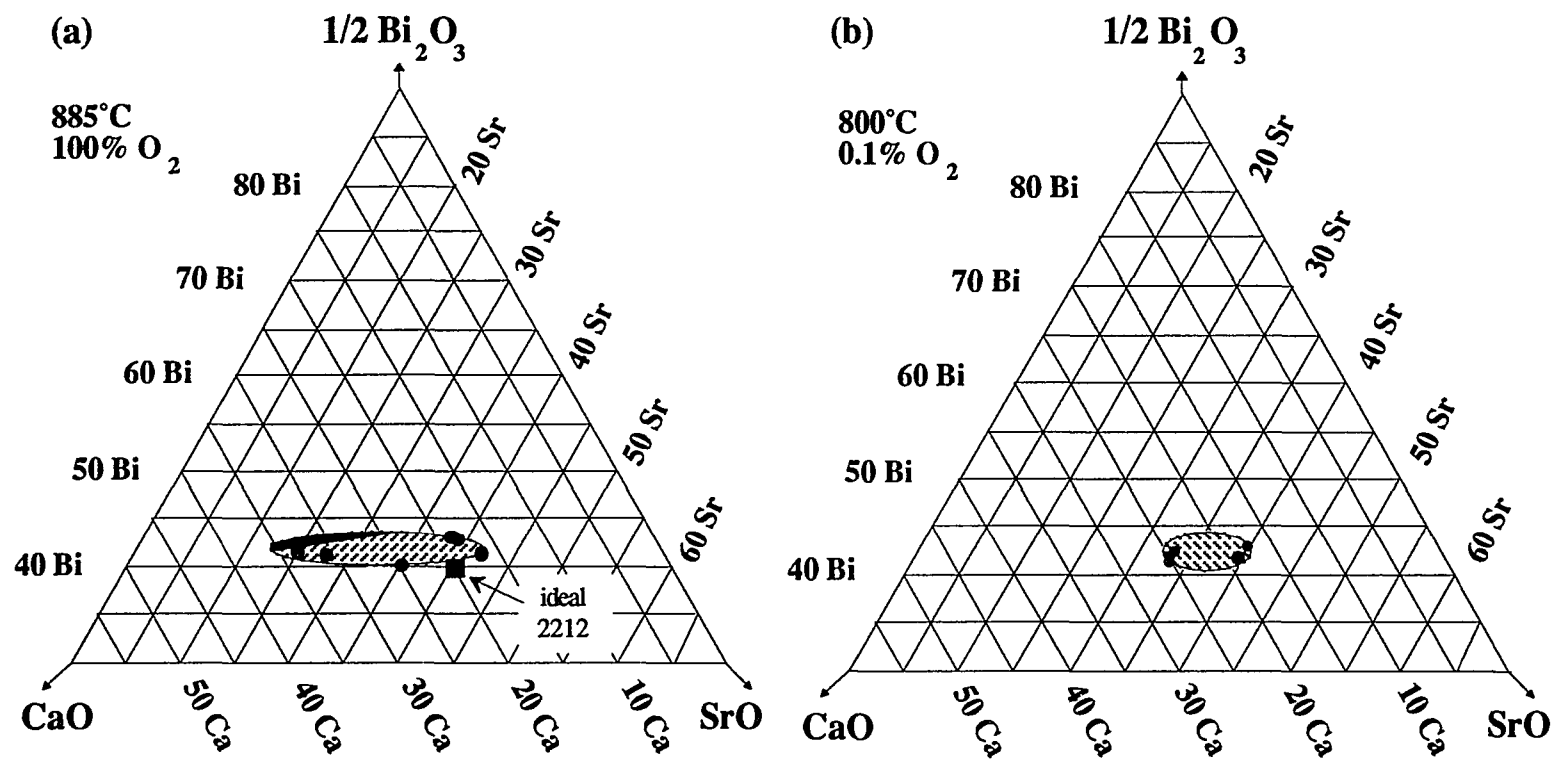 (a)
1/2 Bi2O3
885°C
100% O2
80 Bi
70 Bi
60 Bi
50 Bi
40 Bi
20 Sr
30 Sr
40 Sr
50 Sr
60 Sr
ideal
2212
50 Ca
40 Ca
30 Ca
20 Ca
10 Ca
CaO
SrO
(b)
1/2 Bi2O3
800°C
0.1% O2
80 Bi
70 Bi
60 Bi
50 Bi
40 Bi
20 Sr
30 Sr
40 Sr
50 Sr
60 Sr
50 Ca
40 Ca
30 Ca
20 Ca
10 Ca
CaO
SrO